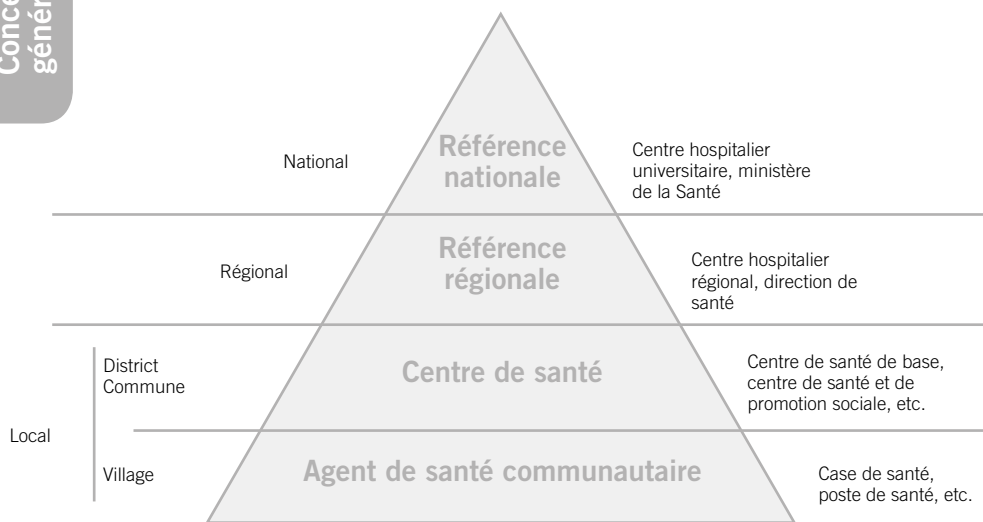 National
Référence
nationale
Centre hospitalier
universitaire, ministère
de la Santé
Régional
Référence
régionale
Centre hospitalier
régional, direction de
santé
Local
District
Commune
Centre de santé
Centre de santé de base,
centre de santé et de
promotion sociale, etc.
Village
Agent de santé communautaire
Case de santé,
poste de santé, etc.